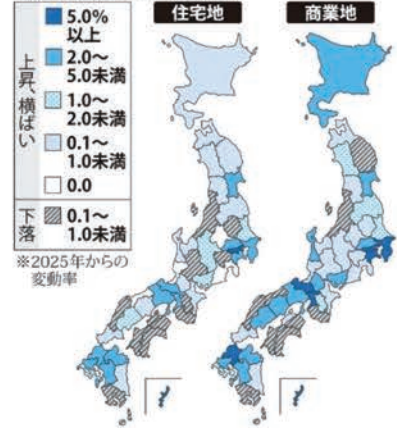 上昇、横ばい
5.0%
以上
2.0〜
5.0未満
1.0〜
2.0未満
0.1〜
1.0未満
0.0
下落
0.1〜
1.0未満
※2025年からの
変動率
住宅地
商業地